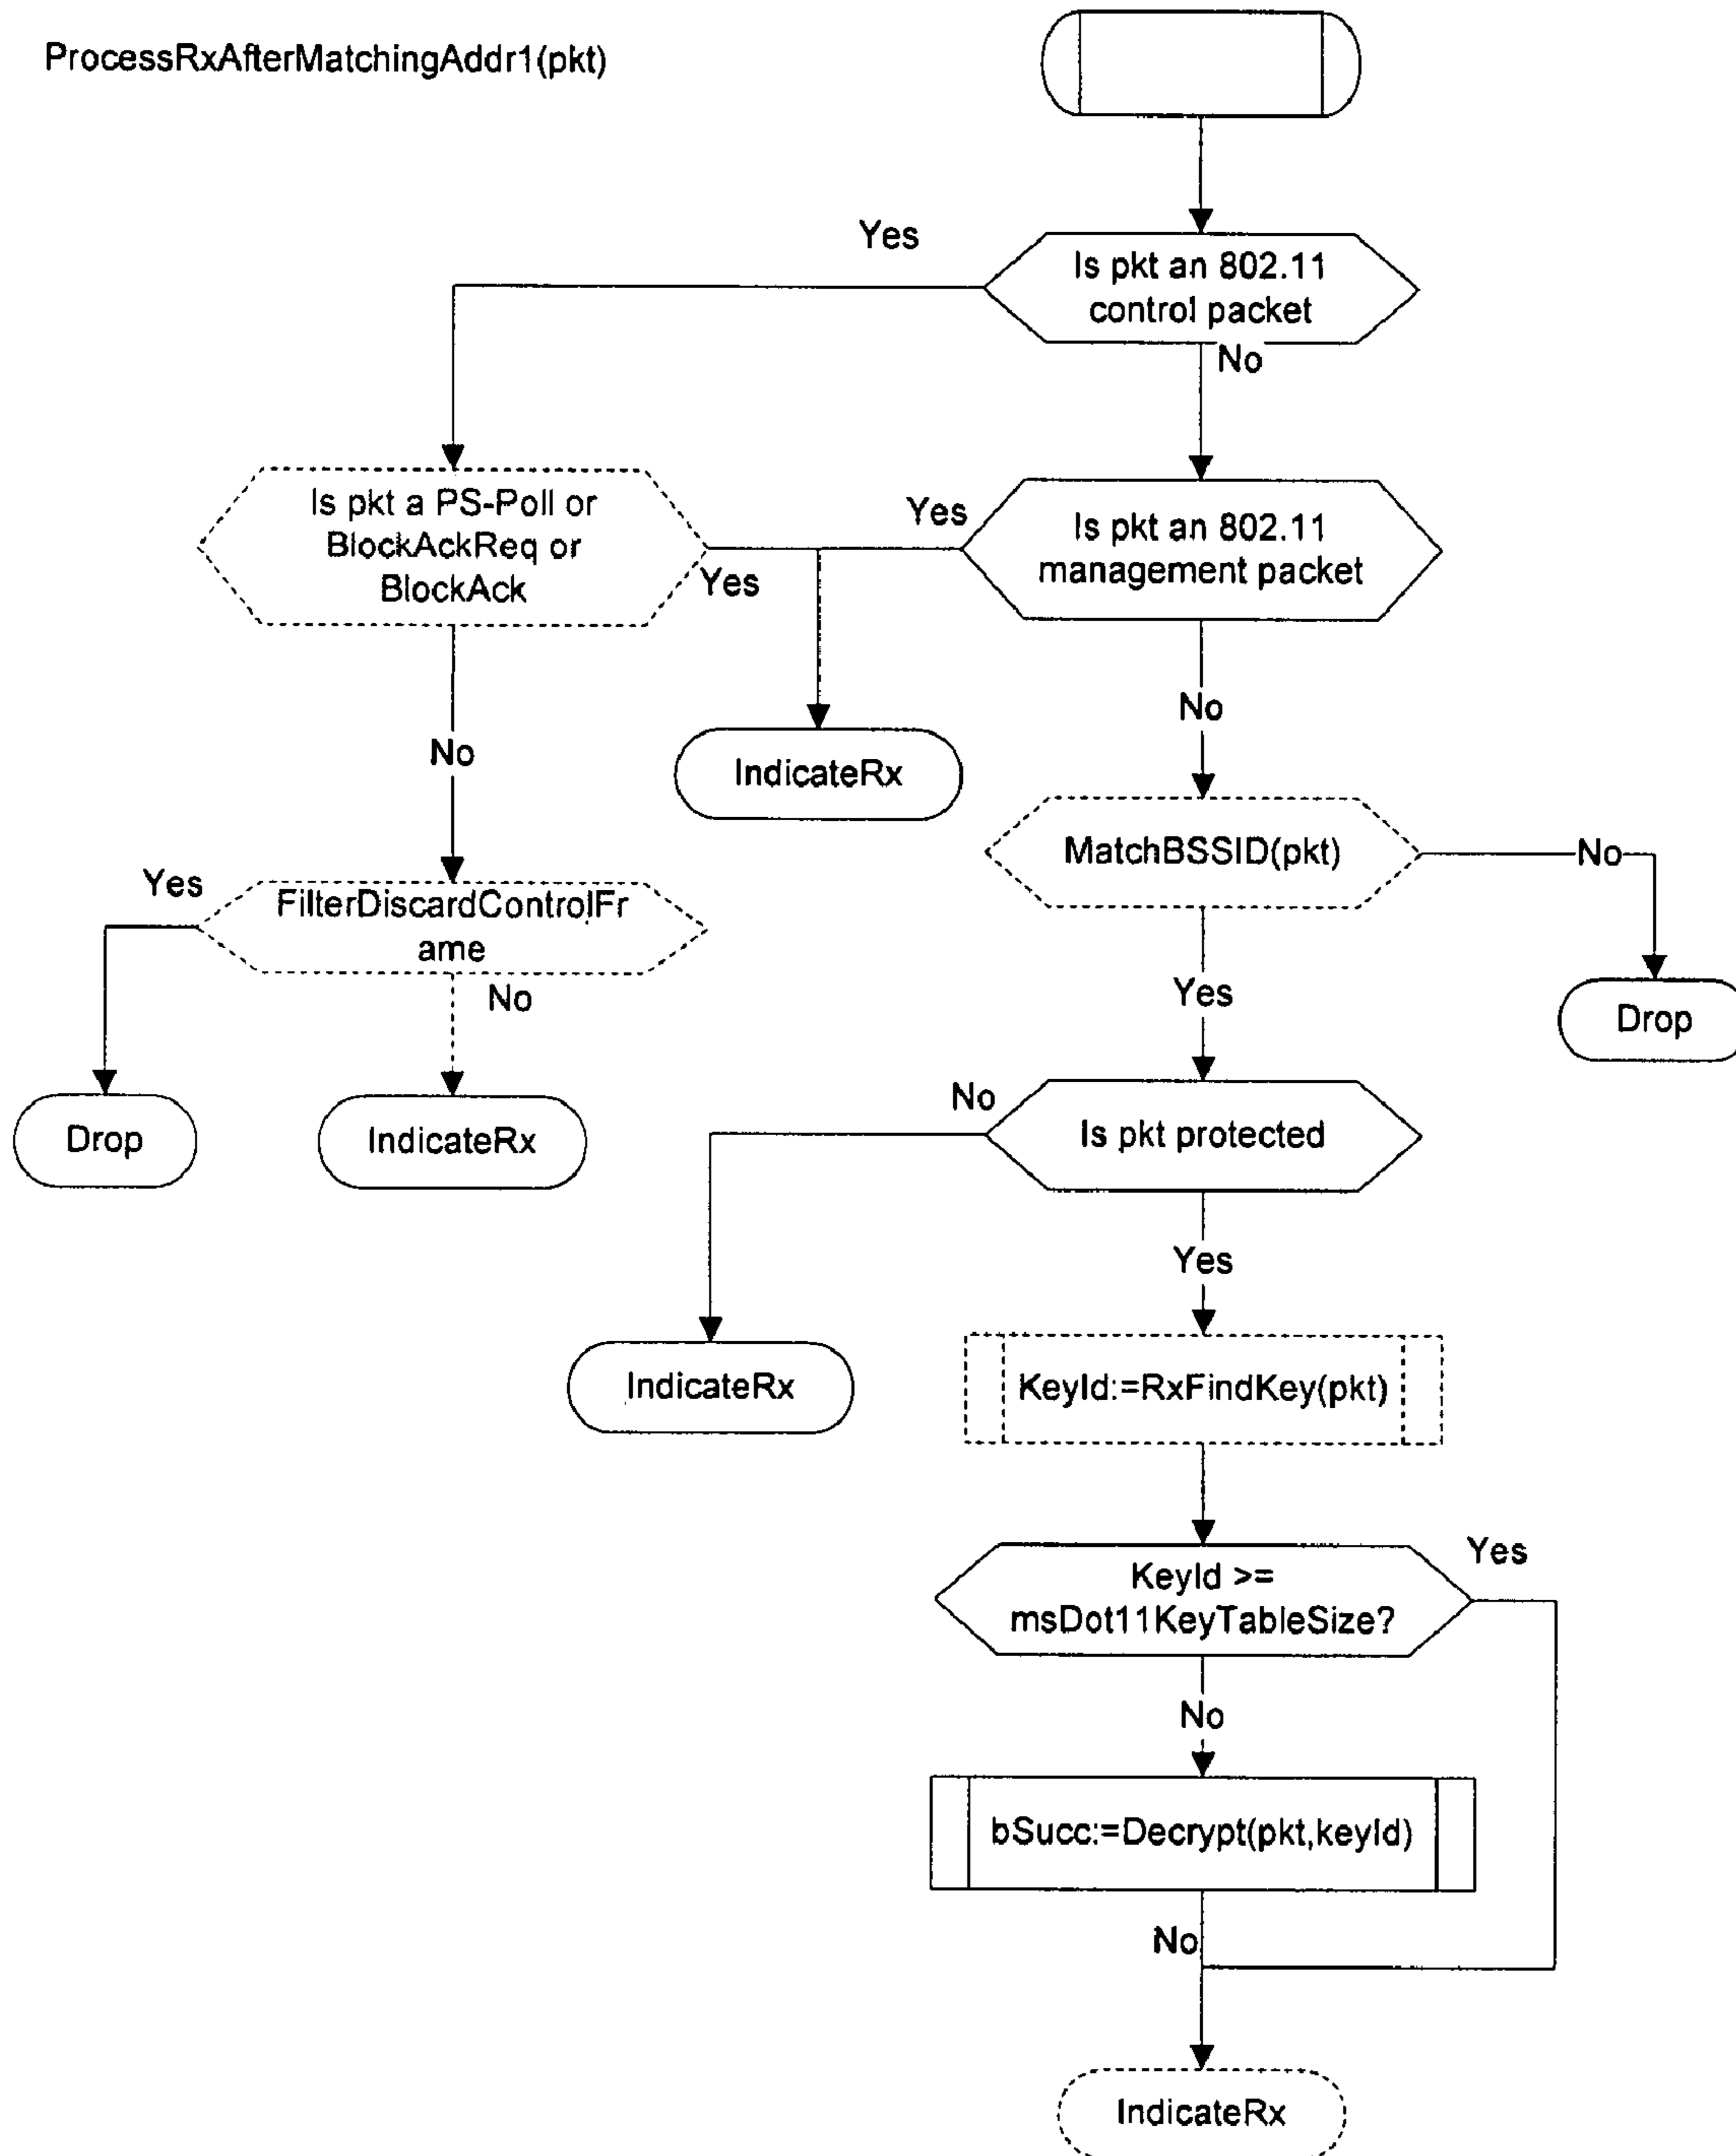 ProcessRxAfterMatchingAddr1(pkt)
Yes
Is pkt an 802.11
control packet
No
Is pkt a PS-Poll or
BlockAckReq or
BlockAck
Yes
Yes
Is pkt an 802.11
management packet
No
No
IndicateRx
MatchBSSID(pkt)
No
Yes
FilterDiscardControlFr
ame
No
Yes
Drop
Drop
IndicateRx
No
Is pkt protected
Yes
IndicateRx
KeyId:=RxFindKey(pkt)
Yes
KeyId >=
msDot11KeyTableSize?
No
bSucc:=Decrypt(pkt,keyId)
No
IndicateRx